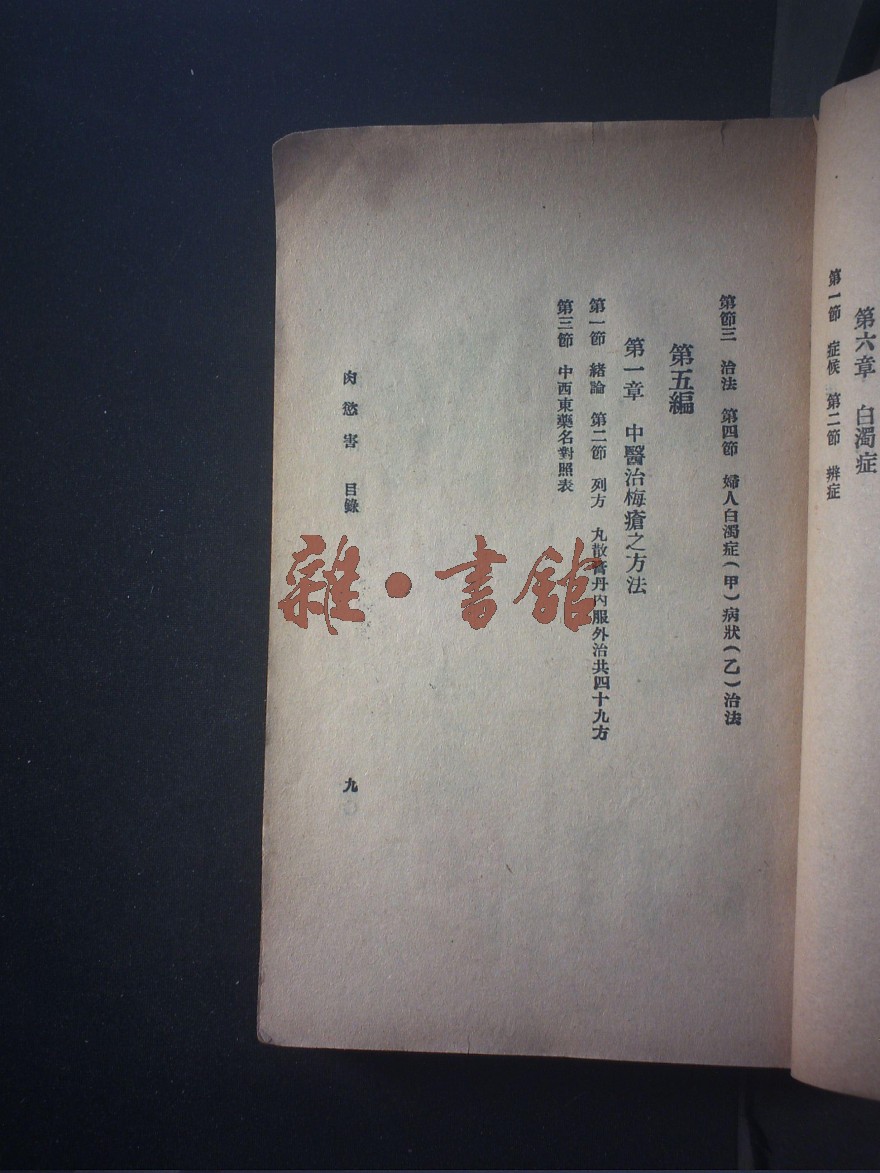 第六章　白濁症
第一節　症候　第二節　辨症
第節三　治法　第四節　婦人白濁症(甲)病狀(乙)治法
第五編
第一章　中醫治梅瘡之方法
第一節　緒論　第二節　列方　丸散膏丹內服外治共四十九方
第三節　中西東藥名對照表
肉慾害　目錄
九
雜·書館